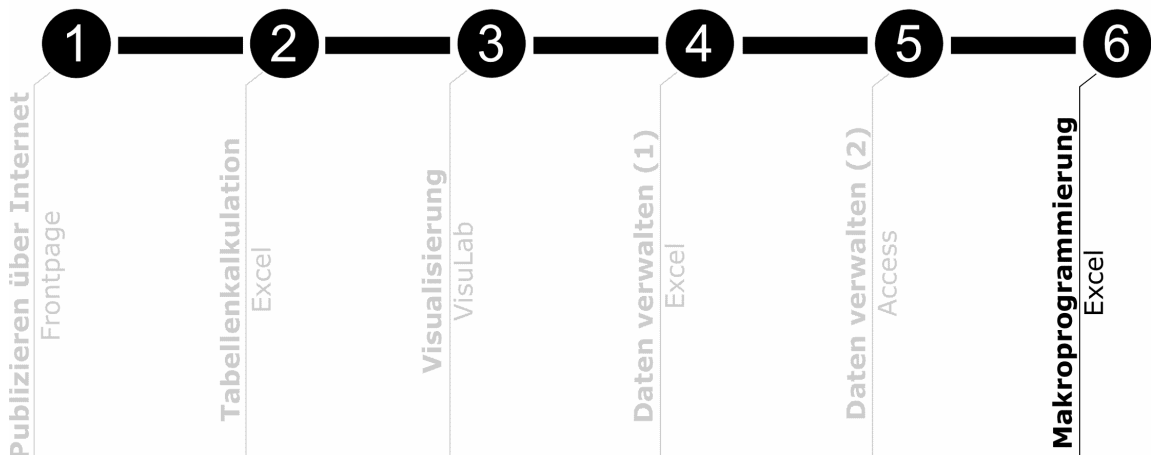 1 2 3 4 5 6
Publizieren über Internet
Frontpage
Tabellenkalkulation
Excel
Visualisierung
VisuLab
Daten verwalten (1)
Excel
Daten verwalten (2)
Access
Makroprogrammierung
Excel